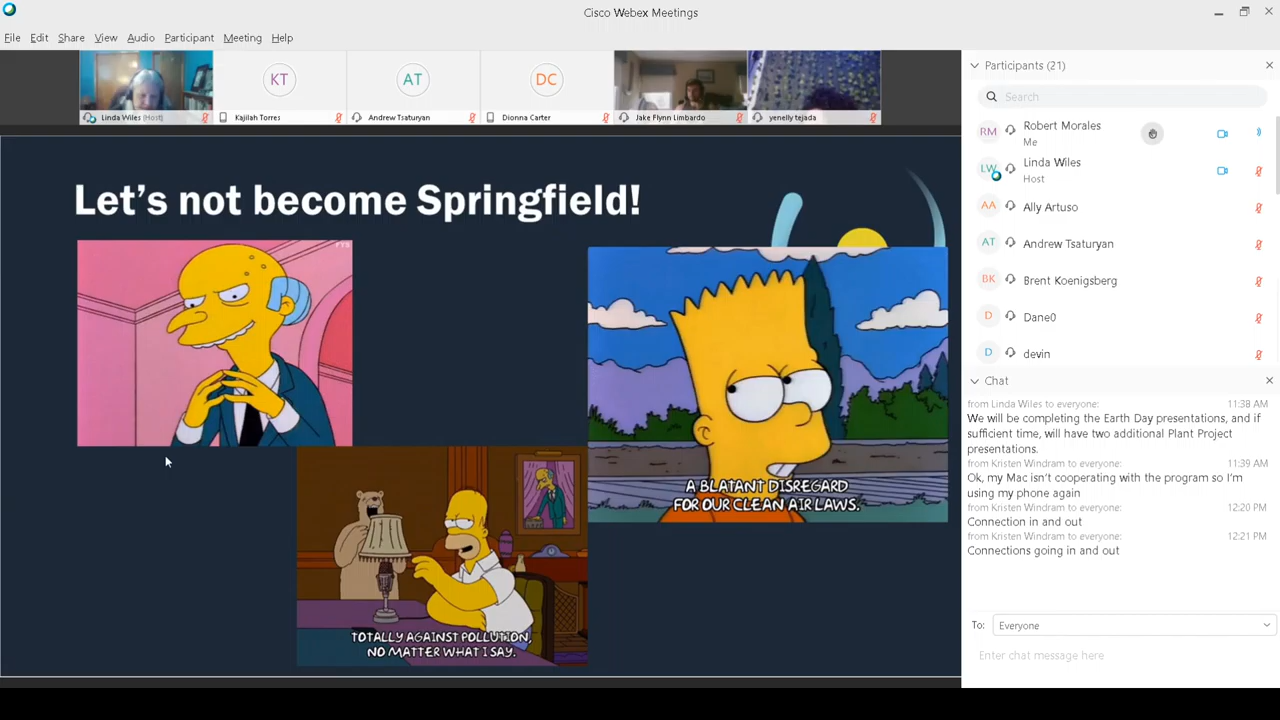 Cisco Webex Meetings
File Edit Share View Audio Participant Meeting Help
KT
AT
DC
Linda Wiles (Host)
Kajilah Torres
Andrew Tsaturyan
Dionna Carter
Jake Flynn Limbardo
yenelly tejada
Let's not become Springfield!
FXX
A BLATANT DISREGARD
FOR OUR CLEAN AIR LAWS.
TOTALLY AGAINST POLLUTION,
NO MATTER WHAT I SAY.
Participants (21)
Search
RM Robert Morales
Me
LW Linda Wiles
Host
AA Ally Artuso
AT Andrew Tsaturyan
BK Brent Koenigsberg
D Dane0
D devin
Chat
from Linda Wiles to everyone: 11:38 AM
We will be completing the Earth Day presentations, and if
sufficient time, will have two additional Plant Project
presentations.
from Kristen Windram to everyone: 11:39 AM
Ok, my Mac isn't cooperating with the program so I'm
using my phone again
from Kristen Windram to everyone: 12:20 PM
Connection in and out
from Kristen Windram to everyone: 12:21 PM
Connections going in and out
To: Everyone
Enter chat message here